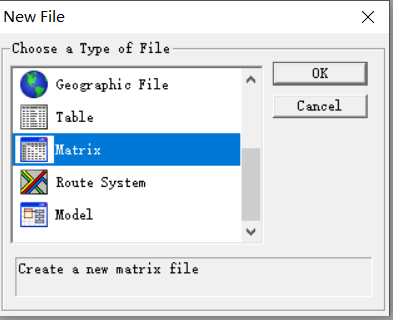 New File
Choose a Type of File
Geographic File
OK
Table
Cancel
Matrix
Route System
Model
Create a new matrix file